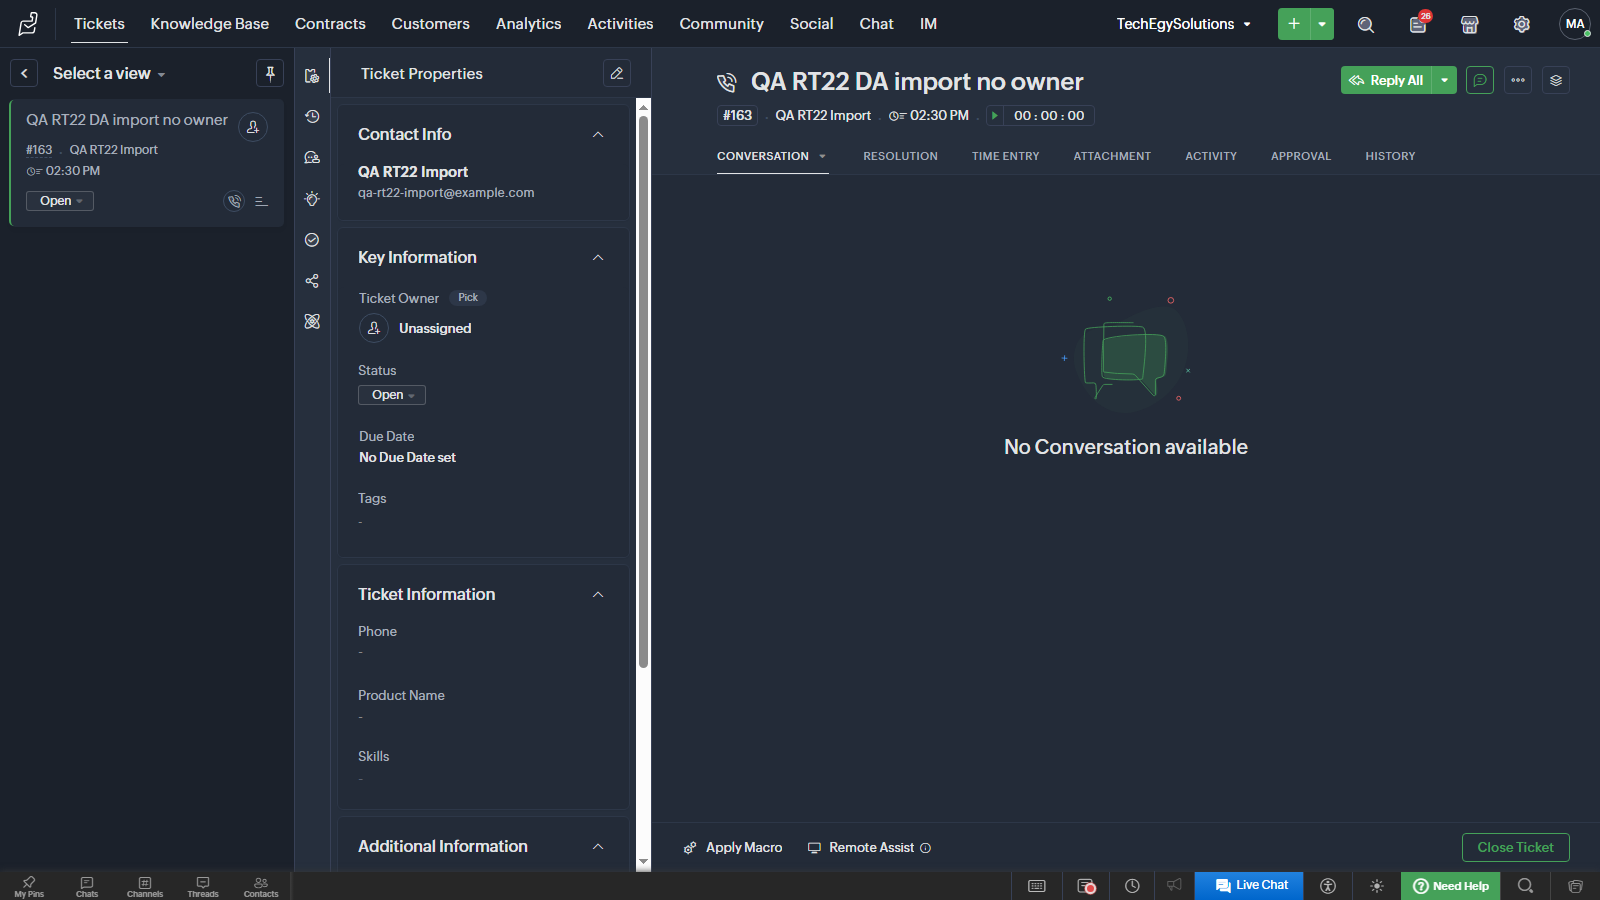 Tickets Knowledge Base Contracts Customers Analytics Activities Community Social Chat IM TechEgySolutions 26 MA
Select a view
QA RT22 DA import no owner
#163 . QA RT22 Import
02:30 PM
Open
Ticket Properties
Contact Info
QA RT22 Import
qa-rt22-import@example.com
Key Information
Ticket Owner Pick
Unassigned
Status
Open
Due Date
No Due Date set
Tags
-
Ticket Information
Phone
-
Product Name
-
Skills
-
Additional Information
QA RT22 DA import no owner
Reply All
#163 . QA RT22 Import . 02:30 PM . 00 : 00 : 00
CONVERSATION RESOLUTION TIME ENTRY ATTACHMENT ACTIVITY APPROVAL HISTORY
No Conversation available
Apply Macro Remote Assist Close Ticket
My Pins Chats Channels Threads Contacts Live Chat Need Help